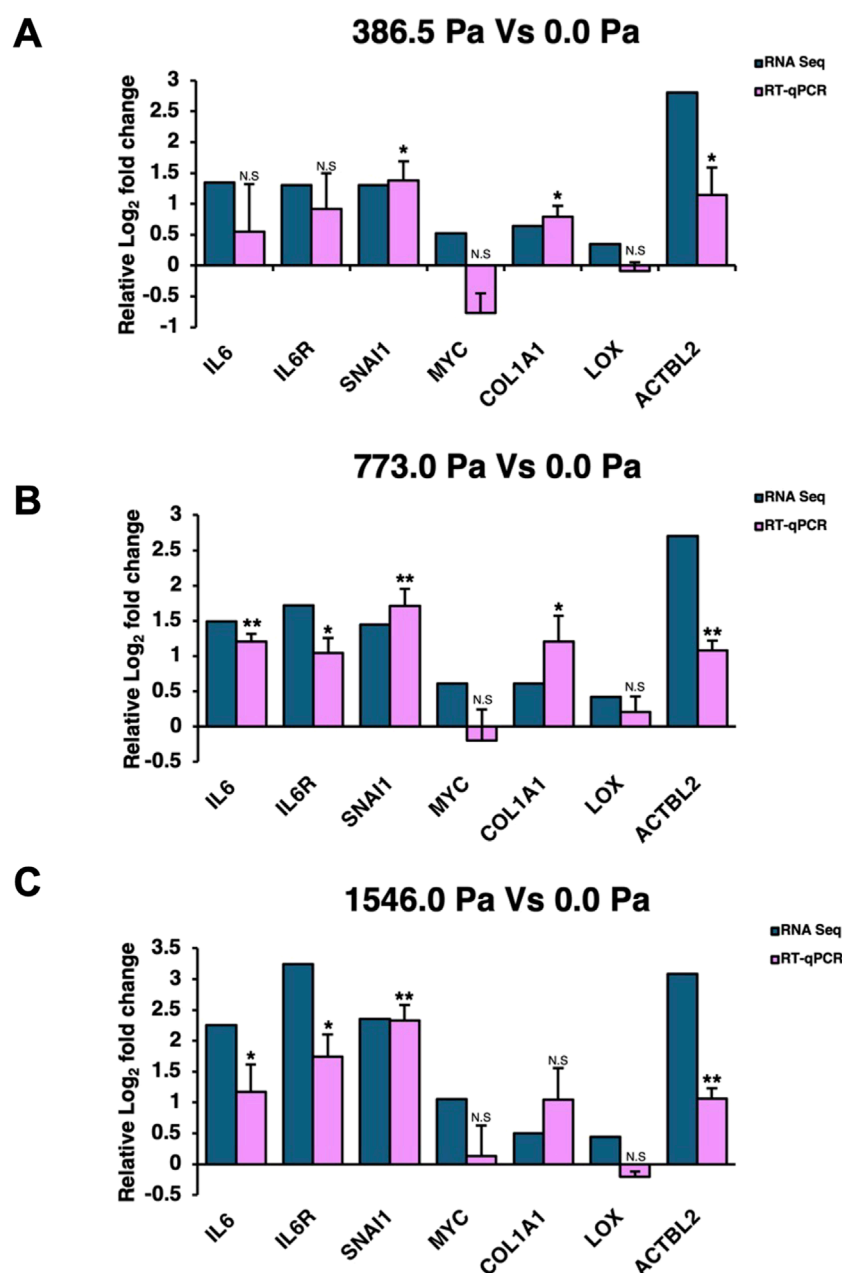 A
386.5 Pa Vs 0.0 Pa
RNA Seq
RT-qPCR
Relative Log2 fold change
3
2.5
2
1.5
1
0.5
0
-0.5
-1
N.S
N.S
*
N.S
*
N.S
*
IL6
IL6R
SNAI1
MYC
COL1A1
LOX
ACTBL2
B
773.0 Pa Vs 0.0 Pa
RNA Seq
RT-qPCR
Relative Log2 fold change
3
2.5
2
1.5
1
0.5
0
-0.5
**
*
**
N.S
*
N.S
**
IL6
IL6R
SNAI1
MYC
COL1A1
LOX
ACTBL2
C
1546.0 Pa Vs 0.0 Pa
RNA Seq
RT-qPCR
Relative Log2 fold change
3.5
3
2.5
2
1.5
1
0.5
0
-0.5
*
*
**
N.S
N.S
N.S
**
IL6
IL6R
SNAI1
MYC
COL1A1
LOX
ACTBL2